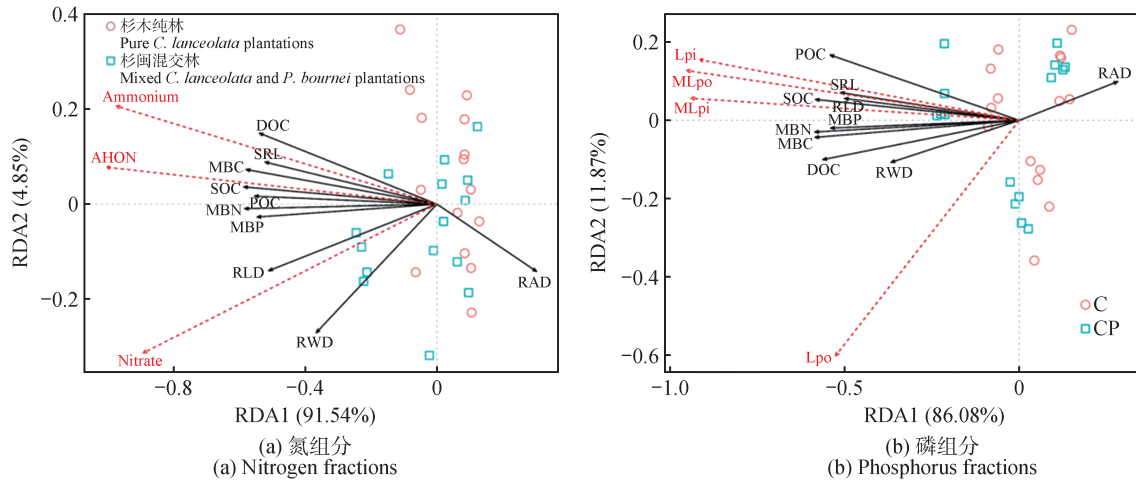 0.4
0.2
0
−0.2
RDA2 (4.85%)
杉木纯林
Pure C. lanceolata plantations
杉闽混交林
Mixed C. lanceolata and P. bournei plantations
Ammonium
DOC
AHON
SRL
MBC
SOC
POC
MBN
MBP
RLD
RAD
RWD
Nitrate
−0.8
−0.4
0
RDA1 (91.54%)
(a) 氮组分
(a) Nitrogen fractions
0.2
0
−0.2
−0.4
−0.6
RDA2 (11.87%)
Lpi
POC
MLpo
RAD
SRL
SOC
MLpi
RLD
MBP
MBN
MBC
DOC
RWD
Lpo
C
CP
−1.0
−0.5
0
RDA1 (86.08%)
(b) 磷组分
(b) Phosphorus fractions